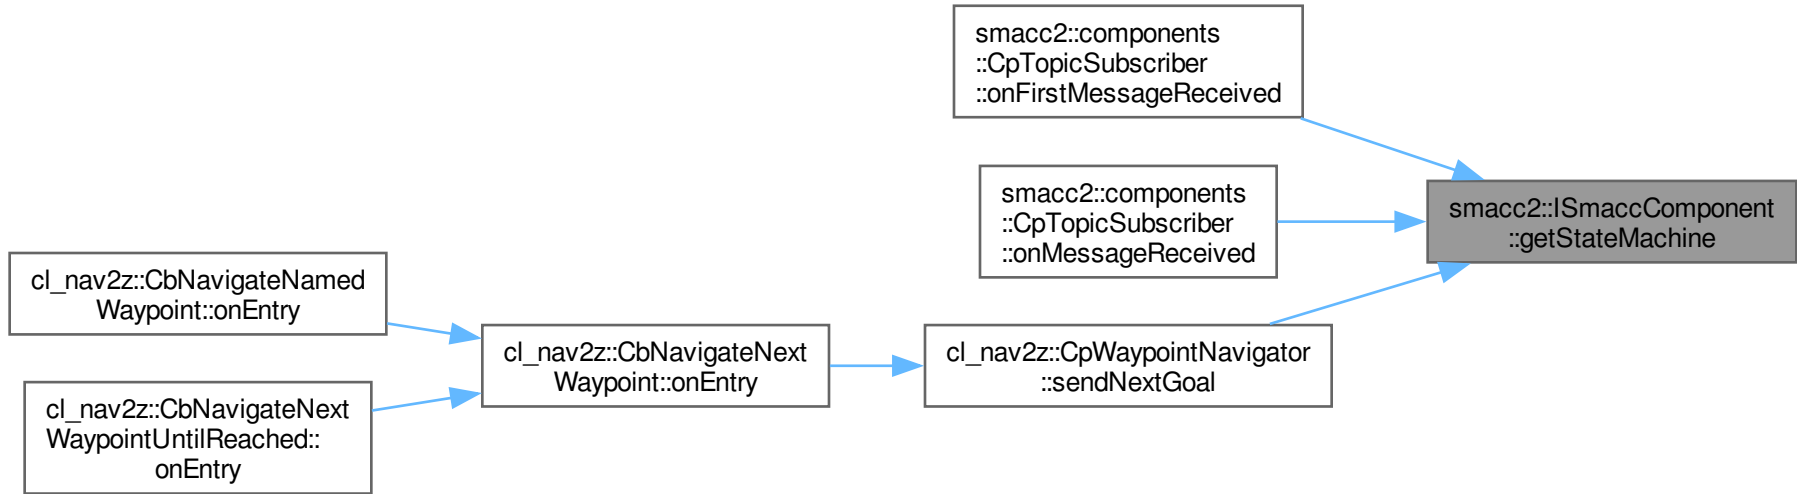 smacc2::components
::CpTopicSubscriber
::onFirstMessageReceived
smacc2::components
::CpTopicSubscriber
::onMessageReceived
smacc2::ISmaccComponent
::getStateMachine
cl_nav2z::CbNavigateNamed
Waypoint::onEntry
cl_nav2z::CbNavigateNext
Waypoint::onEntry
cl_nav2z::CpWaypointNavigator
::sendNextGoal
cl_nav2z::CbNavigateNext
WaypointUntilReached::
onEntry